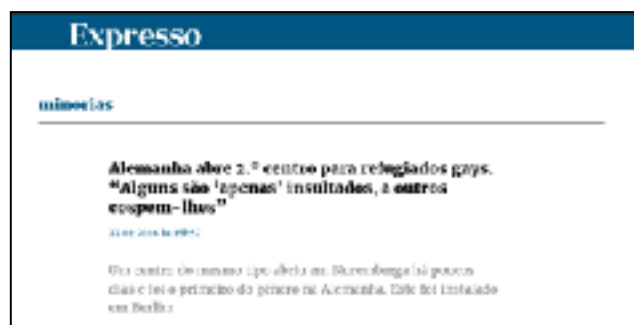 Expresso
minorias
Alemanha abre 2.º centro para refugiados gays.
“Alguns são 'apenas' insultados, a outros
cospem-lhes”
Um centro do mesmo tipo abriu em Nuremberga há poucos
dias e foi o primeiro do género na Alemanha. Este foi instalado
em Berlim